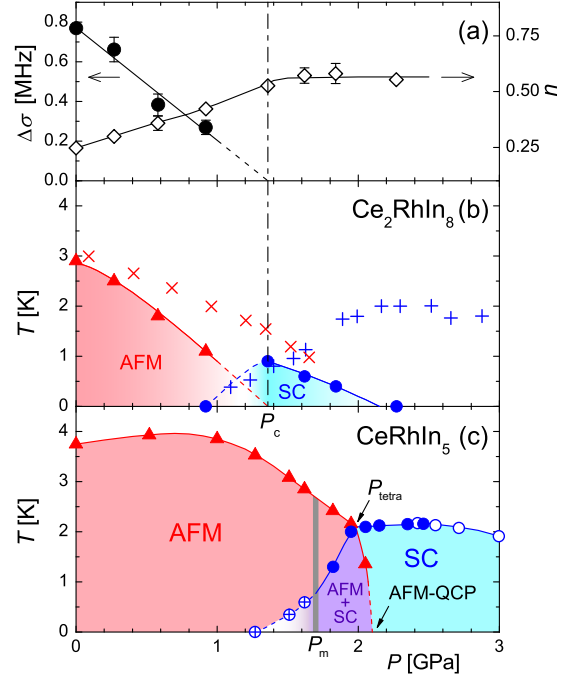 0.8
0.6
0.4
0.2
0.0
Δσ [MHz]
(a)
0.75
0.50
0.25
n
4
3
2
1
0
T [K]
Ce2RhIn8 (b)
AFM
SC
Pc
4
3
2
1
0
T [K]
CeRhIn5 (c)
AFM
Ptetra
SC
AFM
+
SC
AFM-QCP
0
1
Pm
2
P [GPa]
3